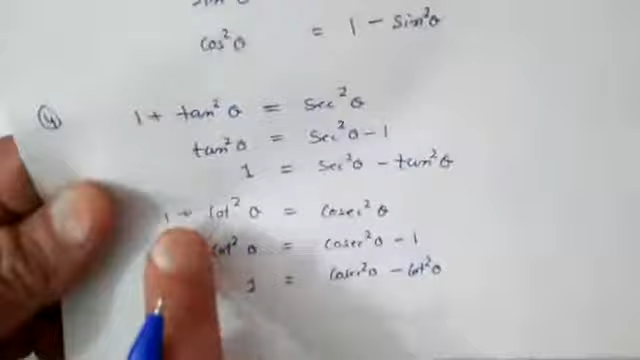 cos²θ = 1 - sin²θ
(4) 1 + tan²θ = sec²θ
tan²θ = sec²θ - 1
1 = sec²θ - tan²θ
1 + cot²θ = cosec²θ
cot²θ = cosec²θ - 1
1 = cosec²θ - cot²θ